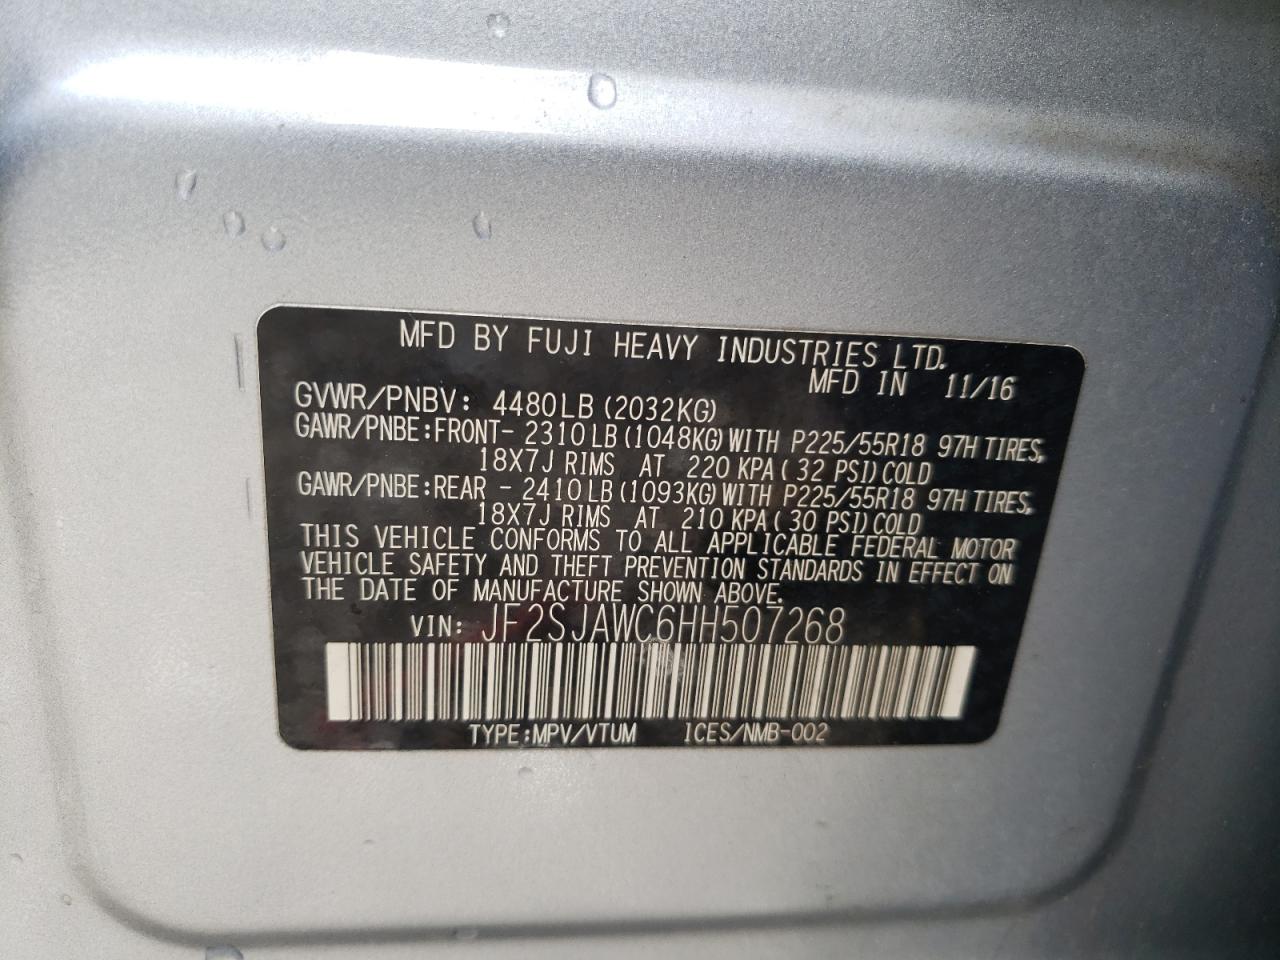 MFD BY FUJI HEAVY INDUSTRIES LTD.
MFD IN 11/16
GVWR/PNBV: 4480LB (2032KG)
GAWR/PNBE:FRONT- 2310LB (1048KG) WITH P225/55R18 97H TIRES,
18X7J RIMS AT 220 KPA ( 32 PSI) COLD
GAWR/PNBE:REAR - 2410LB (1093KG) WITH P225/55R18 97H TIRES,
18X7J RIMS AT 210 KPA ( 30 PSI) COLD
THIS VEHICLE CONFORMS TO ALL APPLICABLE FEDERAL MOTOR
VEHICLE SAFETY AND THEFT PREVENTION STANDARDS IN EFFECT ON
THE DATE OF MANUFACTURE SHOWN ABOVE.
VIN: JF2SJAWC6HH507268
TYPE:MPV/VTUM ICES/NMB-002